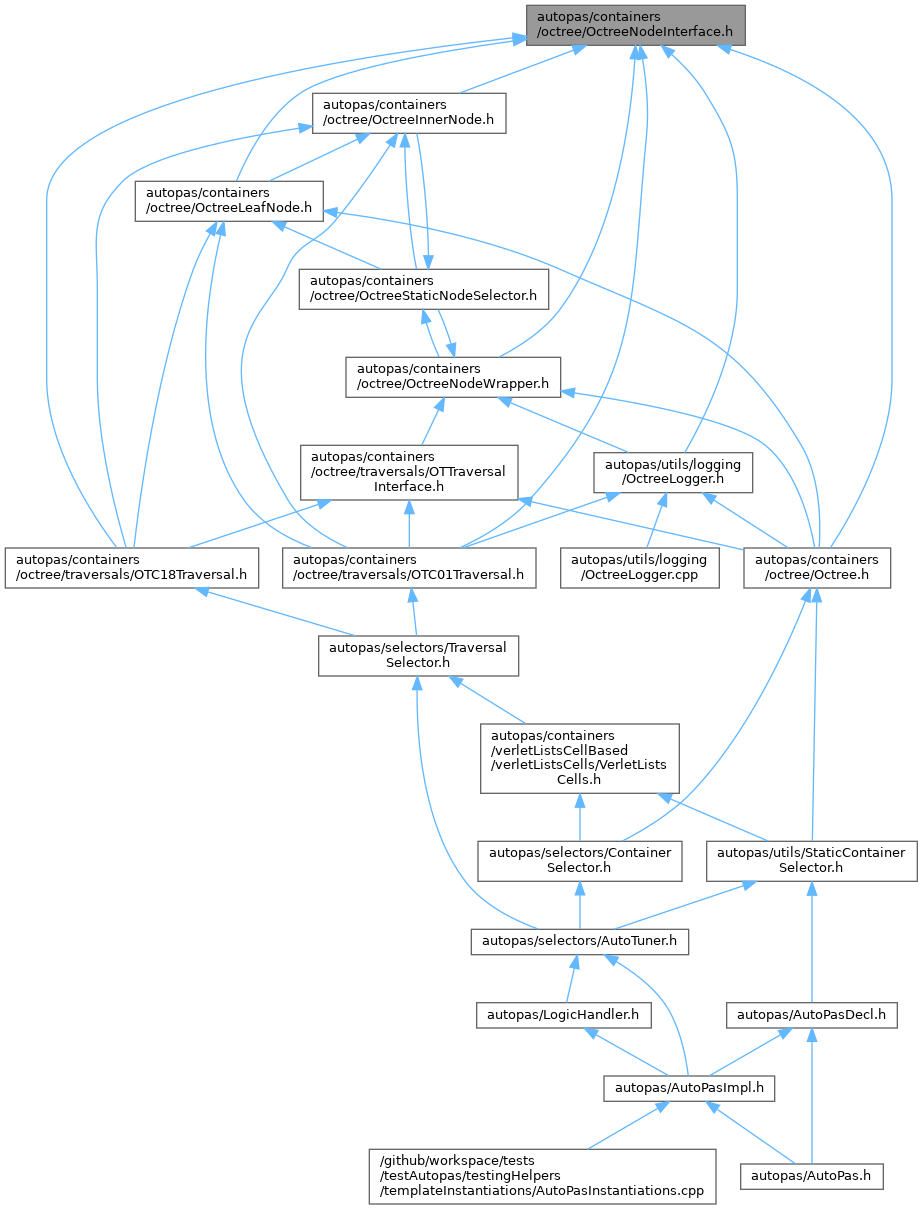 autopas/containers
/octree/OctreeNodeInterface.h
autopas/containers
/octree/OctreeInnerNode.h
autopas/containers
/octree/OctreeLeafNode.h
autopas/containers
/octree/OctreeStaticNodeSelector.h
autopas/containers
/octree/OctreeNodeWrapper.h
autopas/containers
/octree/traversals/OTTraversal
Interface.h
autopas/utils/logging
/OctreeLogger.h
autopas/containers
/octree/traversals/OTC18Traversal.h
autopas/containers
/octree/traversals/OTC01Traversal.h
autopas/utils/logging
/OctreeLogger.cpp
autopas/containers
/octree/Octree.h
autopas/selectors/Traversal
Selector.h
autopas/containers
/verletListsCellBased
/verletListsCells/VerletLists
Cells.h
autopas/selectors/Container
Selector.h
autopas/utils/StaticContainer
Selector.h
autopas/selectors/AutoTuner.h
autopas/LogicHandler.h
autopas/AutoPasDecl.h
autopas/AutoPasImpl.h
/github/workspace/tests
/testAutopas/testingHelpers
/templateInstantiations/AutoPasInstantiations.cpp
autopas/AutoPas.h